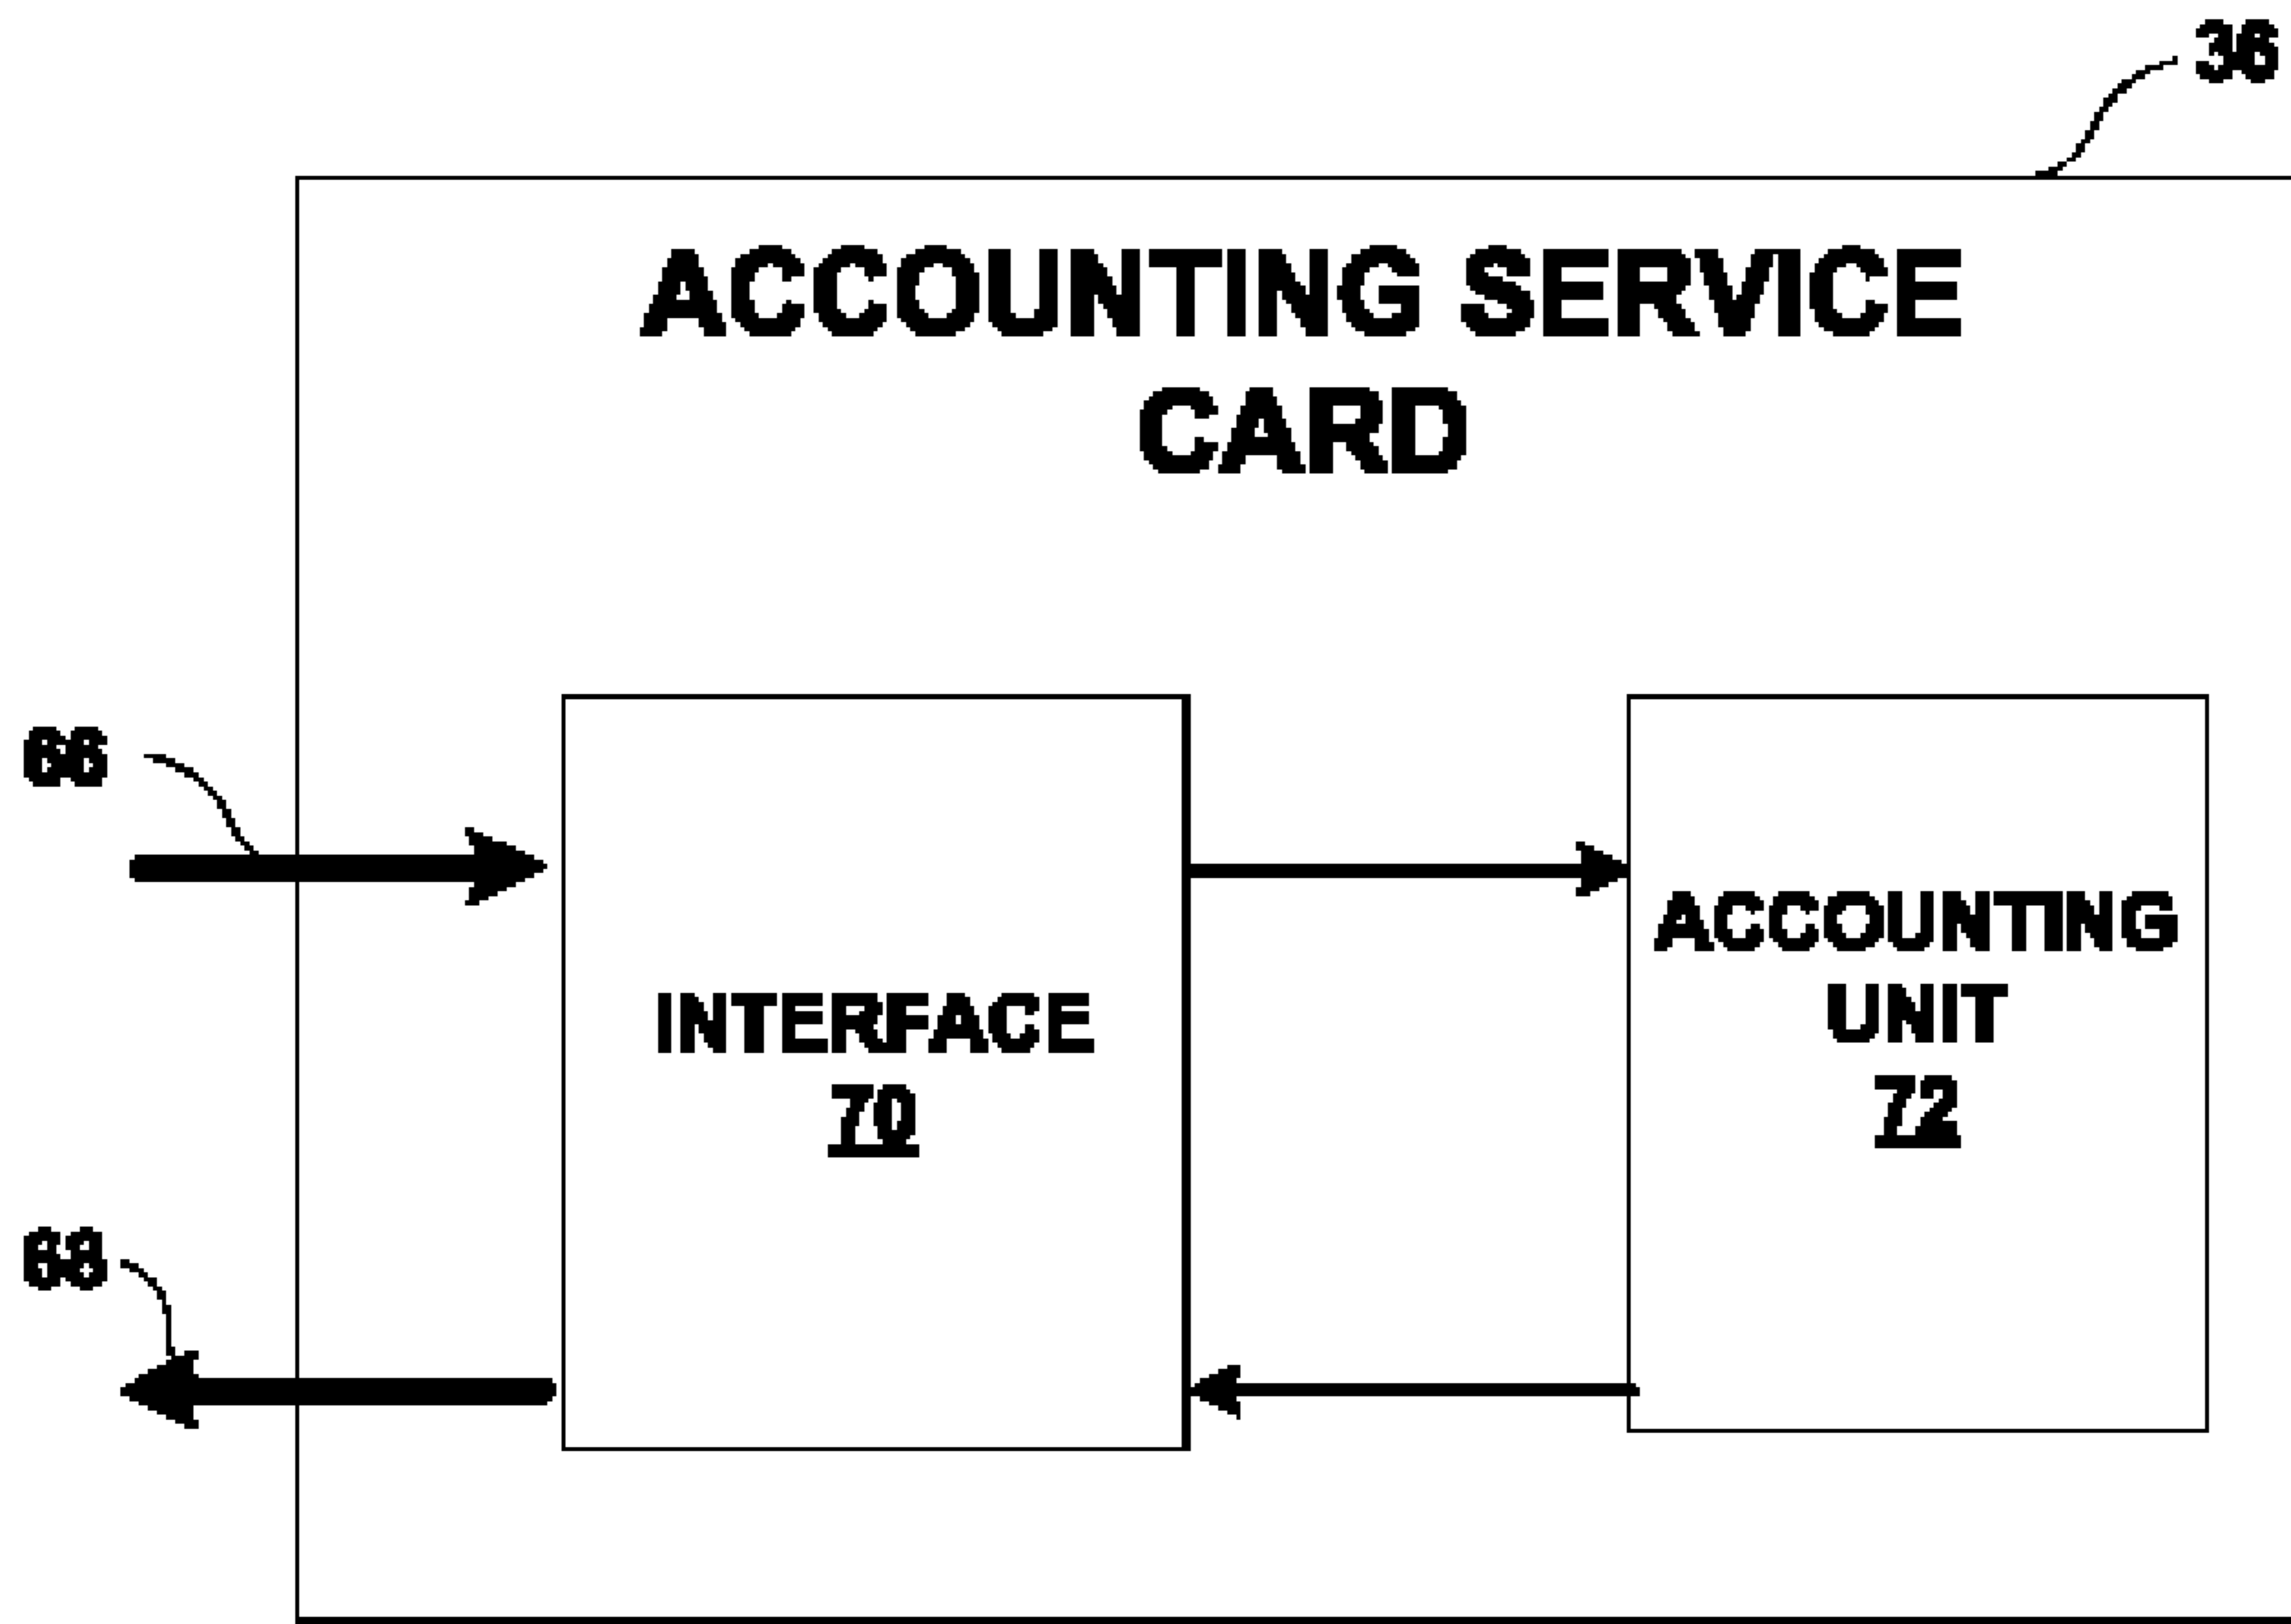 36
ACCOUNTING SERVICE
CARD
66
INTERFACE
70
ACCOUNTING
UNIT
72
68